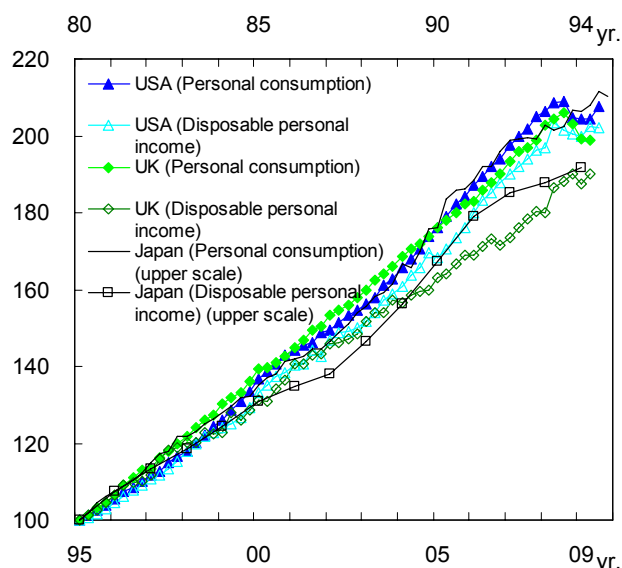 80 85 90 94 yr.
220
USA (Personal consumption)
200
USA (Disposable personal
income)
UK (Personal consumption)
180
UK (Disposable personal
income)
Japan (Personal consumption)
(upper scale)
160
Japan (Disposable personal
income) (upper scale)
140
120
100
95 00 05 09 yr.